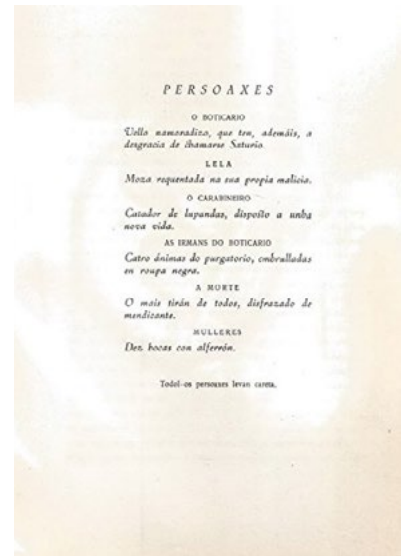 PERSOAXES
O BOTICARIO
Vello namoradizo, que ten, ademáis, a
desgracia de chamarse Saturio.
LELA
Moza requentada na sua propia malicia.
O CARABINEIRO
Catador de lupandas, disposto a unha
nova vida.
AS IRMANS DO BOTICARIO
Catro ánimas do purgatorio, embrulladas
en roupa negra.
A MORTE
O mais tirán de todos, disfrazado de
mendicante.
MULLERES
Dez bocas con alferrón.
Todol-os persoaxes levan careta.